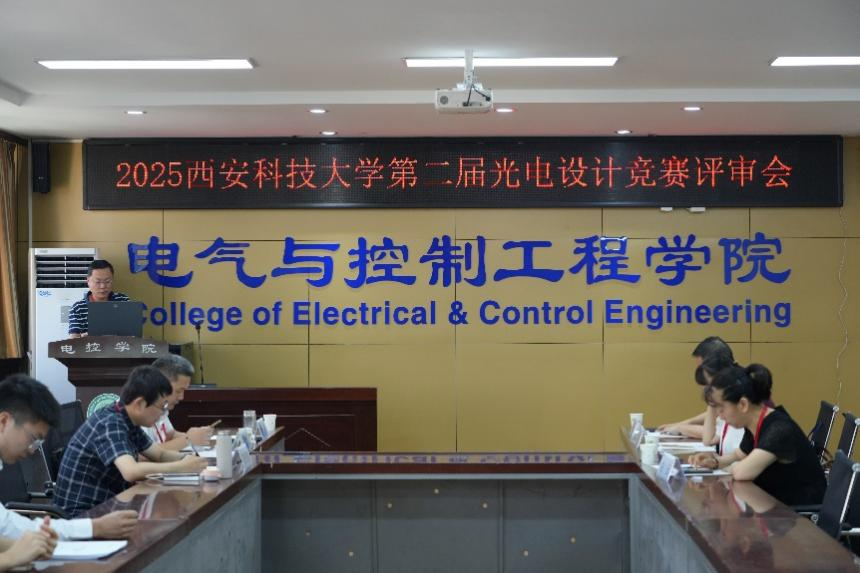 2025西安科技大学第二届光电设计竞赛评审会
电气与控制工程学院
College of Electrical & Control Engineering
电控学院